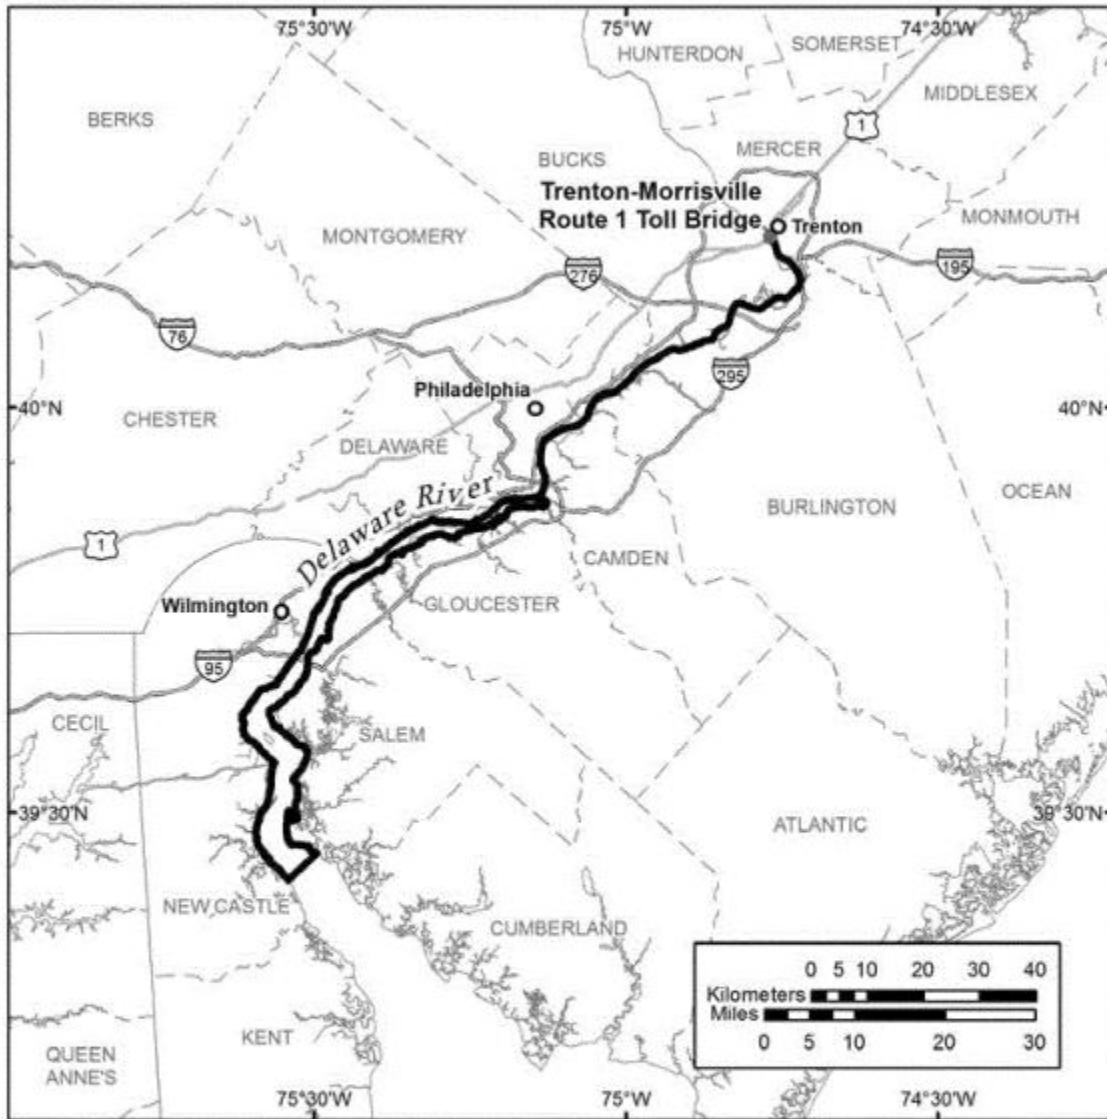 75°30'W
75°W
74°30'W
HUNTERDON
SOMERSET
MIDDLESEX
BERKS
1
MERCER
BUCKS
Trenton-Morrisville
Route 1 Toll Bridge
Trenton
MONMOUTH
MONTGOMERY
276
195
76
295
Philadelphia
40°N
40°N
CHESTER
DELAWARE
Delaware River
OCEAN
BURLINGTON
1
CAMDEN
Wilmington
GLOUCESTER
95
CECIL
SALEM
39°30'N
39°30'N
ATLANTIC
NEW CASTLE
CUMBERLAND
0 5 10 20 30 40
Kilometers
Miles
0 5 10 20 30
KENT
QUEEN
ANNE'S
75°30'W
75°W
74°30'W